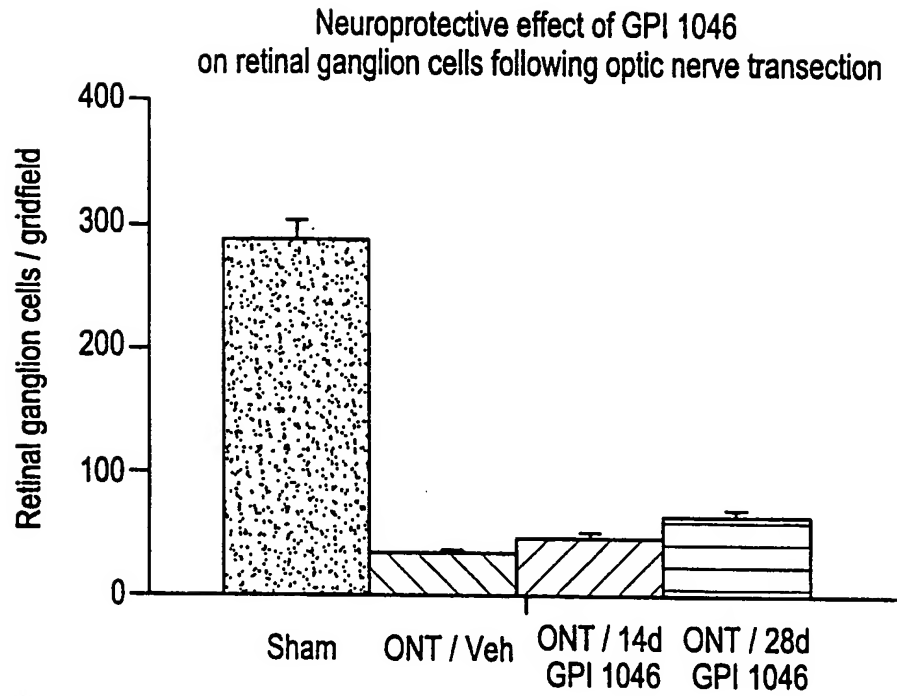 Neuroprotective effect of GPI 1046
on retinal ganglion cells following optic nerve transection
Retinal ganglion cells / gridfield
400
300
200
100
0
Sham
ONT / Veh
ONT / 14d
GPI 1046
ONT / 28d
GPI 1046